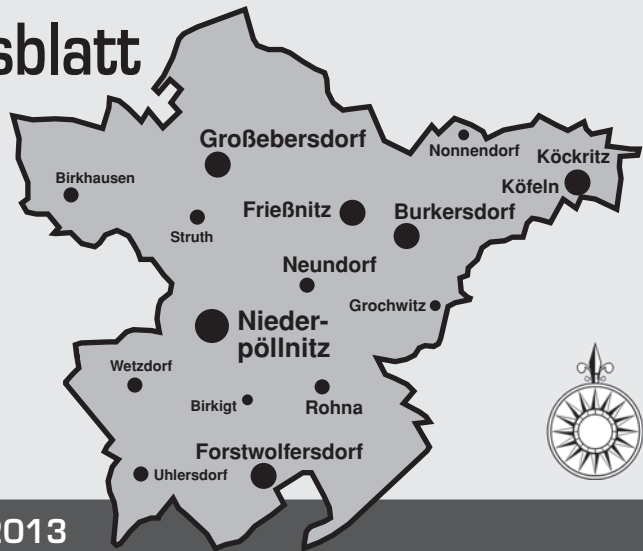 sblatt
Großebersdorf
Nonnendorf
Köckritz
Birkhausen
Köfeln
Frießnitz
Burkersdorf
Struth
Neundorf
Grochwitz
Nieder-
pöllnitz
Wetzdorf
Birkigt
Rohna
Forstwolfersdorf
Uhlersdorf
2013